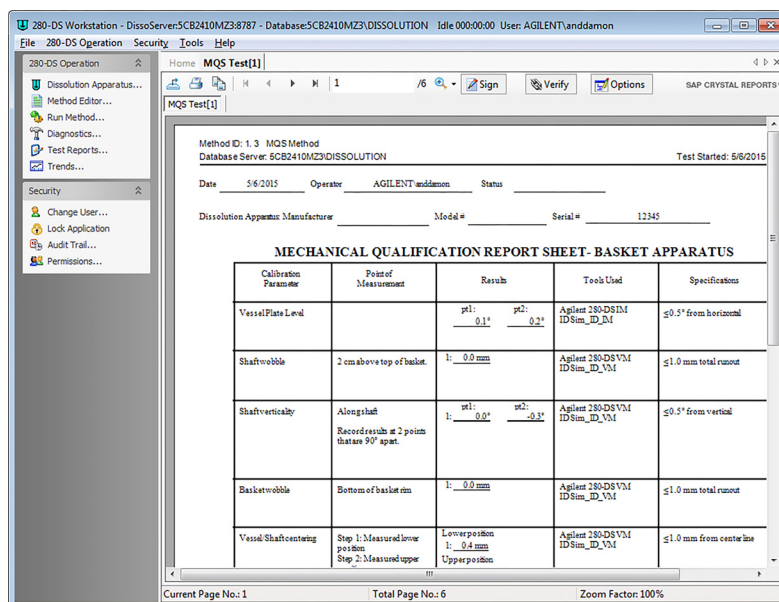 280-DS Workstation - DissoServer:5CB2410MZ3:8787 - Database:5CB2410MZ3\DISSOLUTION    Idle 000:00:00  User: AGILENT\anddamon
File  280-DS Operation  Security  Tools  Help
280-DS Operation
Dissolution Apparatus...
Method Editor...
Run Method...
Diagnostics...
Test Reports...
Trends...
Security
Change User...
Lock Application
Audit Trail...
Permissions...
Home  MQS Test[1]
1 /6  Sign  Verify  Options  SAP CRYSTAL REPORTS
MQS Test[1]
Method ID: 1. 3  MQS Method
Database Server: 5CB2410MZ3\DISSOLUTION  Test Started: 5/6/2015
Date 5/6/2015  Operator AGILENT\anddamon  Status
Dissolution Apparatus: Manufacturer  Model #  Serial # 12345
MECHANICAL QUALIFICATION REPORT SHEET- BASKET APPARATUS
Calibration Parameter  Point of Measurement  Results  Tools Used  Specifications
Vessel Plate Level  pt1: 0.1°  pt2: 0.2°  Agilent 280-DS IM IDSim_ID_IM  ≤0.5° from horizontal
Shaft wobble  2 cm above top of basket.  1: 0.0 mm  Agilent 280-DS VM IDSim_ID_VM  ≤1.0 mm total runout
Shaft verticality  Along shaft  pt1: pt2:  Agilent 280-DS VM IDSim_ID_VM  ≤0.5° from vertical
1: 0.0°  -0.3°
Record results at 2 points that are 90° apart.
Basket wobble  Bottom of basket rim  1: 0.0 mm  Agilent 280-DS VM IDSim_ID_VM  ≤1.0 mm total runout
Vessel/Shaft centering  Step 1: Measured lower position  Lower position  Agilent 280-DS VM IDSim_ID_VM  ≤1.0 mm from centerline
1: 0.4 mm
Step 2: Measured upper  Upper position
Current Page No.: 1  Total Page No.: 6  Zoom Factor: 100%